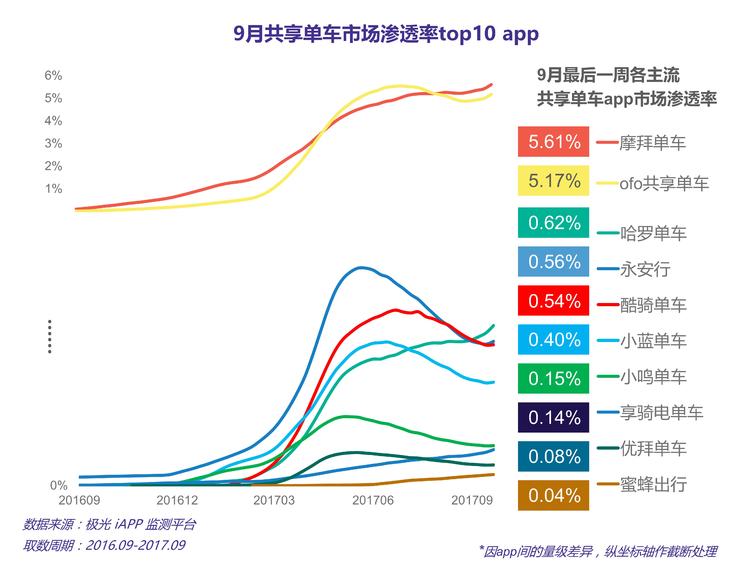 9月共享单车市场渗透率top10 app
9月最后一周各主流
共享单车app市场渗透率
6%
5%
4%
3%
2%
1%
0%
201609
201612
201703
201706
201709
5.61% 摩拜单车
5.17% ofo共享单车
0.62% 哈罗单车
0.56% 永安行
0.54% 酷骑单车
0.40% 小蓝单车
0.15% 小鸣单车
0.14% 享骑电单车
0.08% 优拜单车
0.04% 蜜蜂出行
数据来源：极光 iAPP 监测平台
取数周期：2016.09-2017.09
*因app间的量级差异，纵坐标轴作截断处理